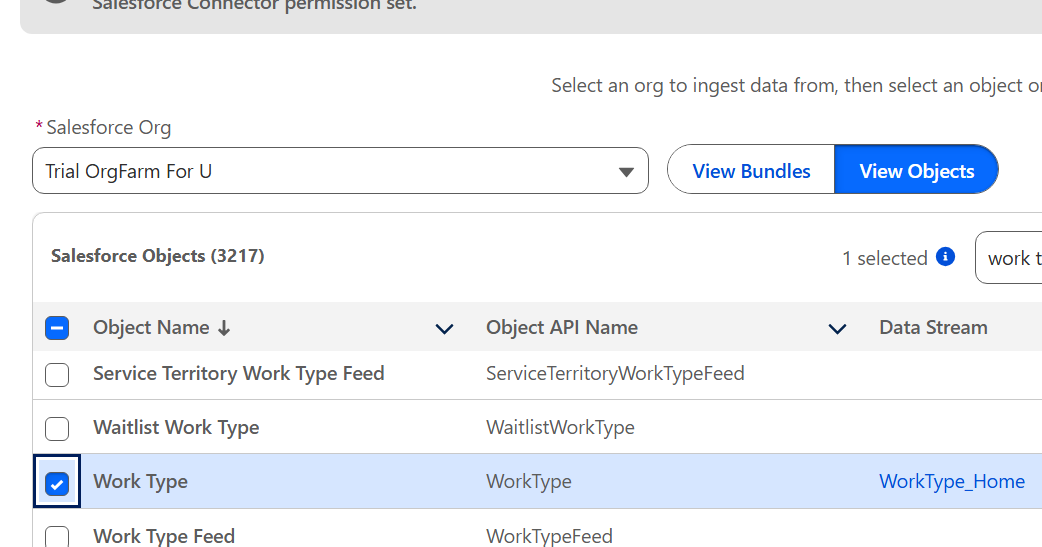 Salesforce Connector permission set.
Select an org to ingest data from, then select an object or
* Salesforce Org
Trial OrgFarm For U
View Bundles
View Objects
Salesforce Objects (3217)
1 selected
work t
Object Name
Object API Name
Data Stream
Service Territory Work Type Feed
ServiceTerritoryWorkTypeFeed
Waitlist Work Type
WaitlistWorkType
Work Type
WorkType
WorkType_Home
Work Type Feed
WorkTypeFeed